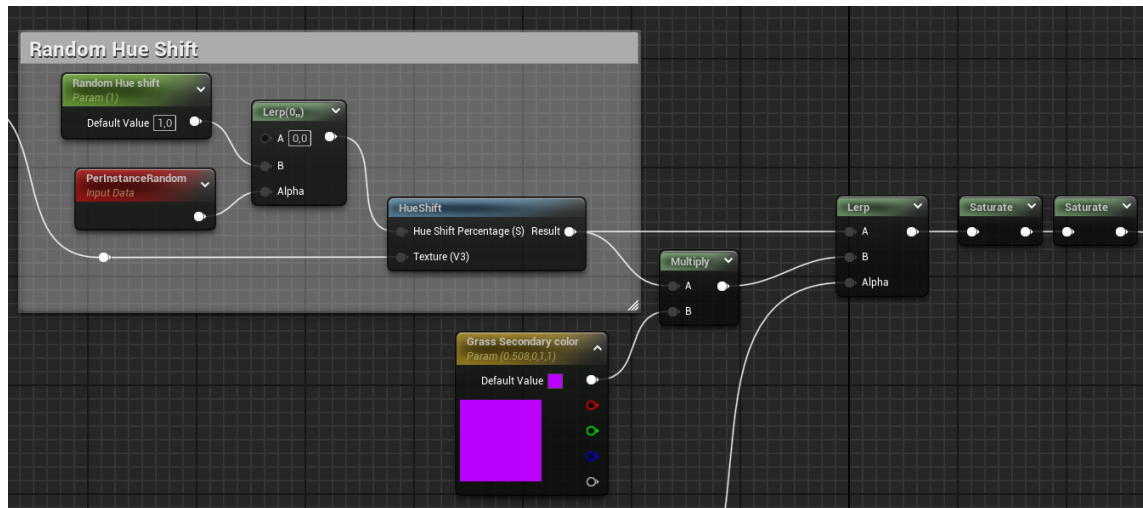 Random Hue Shift
Random Hue shift
Param (1)
Default Value 1,0
Lerp(0,,)
A 0,0
B
Alpha
PerInstanceRandom
Input Data
HueShift
Hue Shift Percentage (S) Result
Texture (V3)
Multiply
A
B
Grass Secondary color
Param (0.508,0,1,1)
Default Value
Lerp
A
B
Alpha
Saturate
Saturate